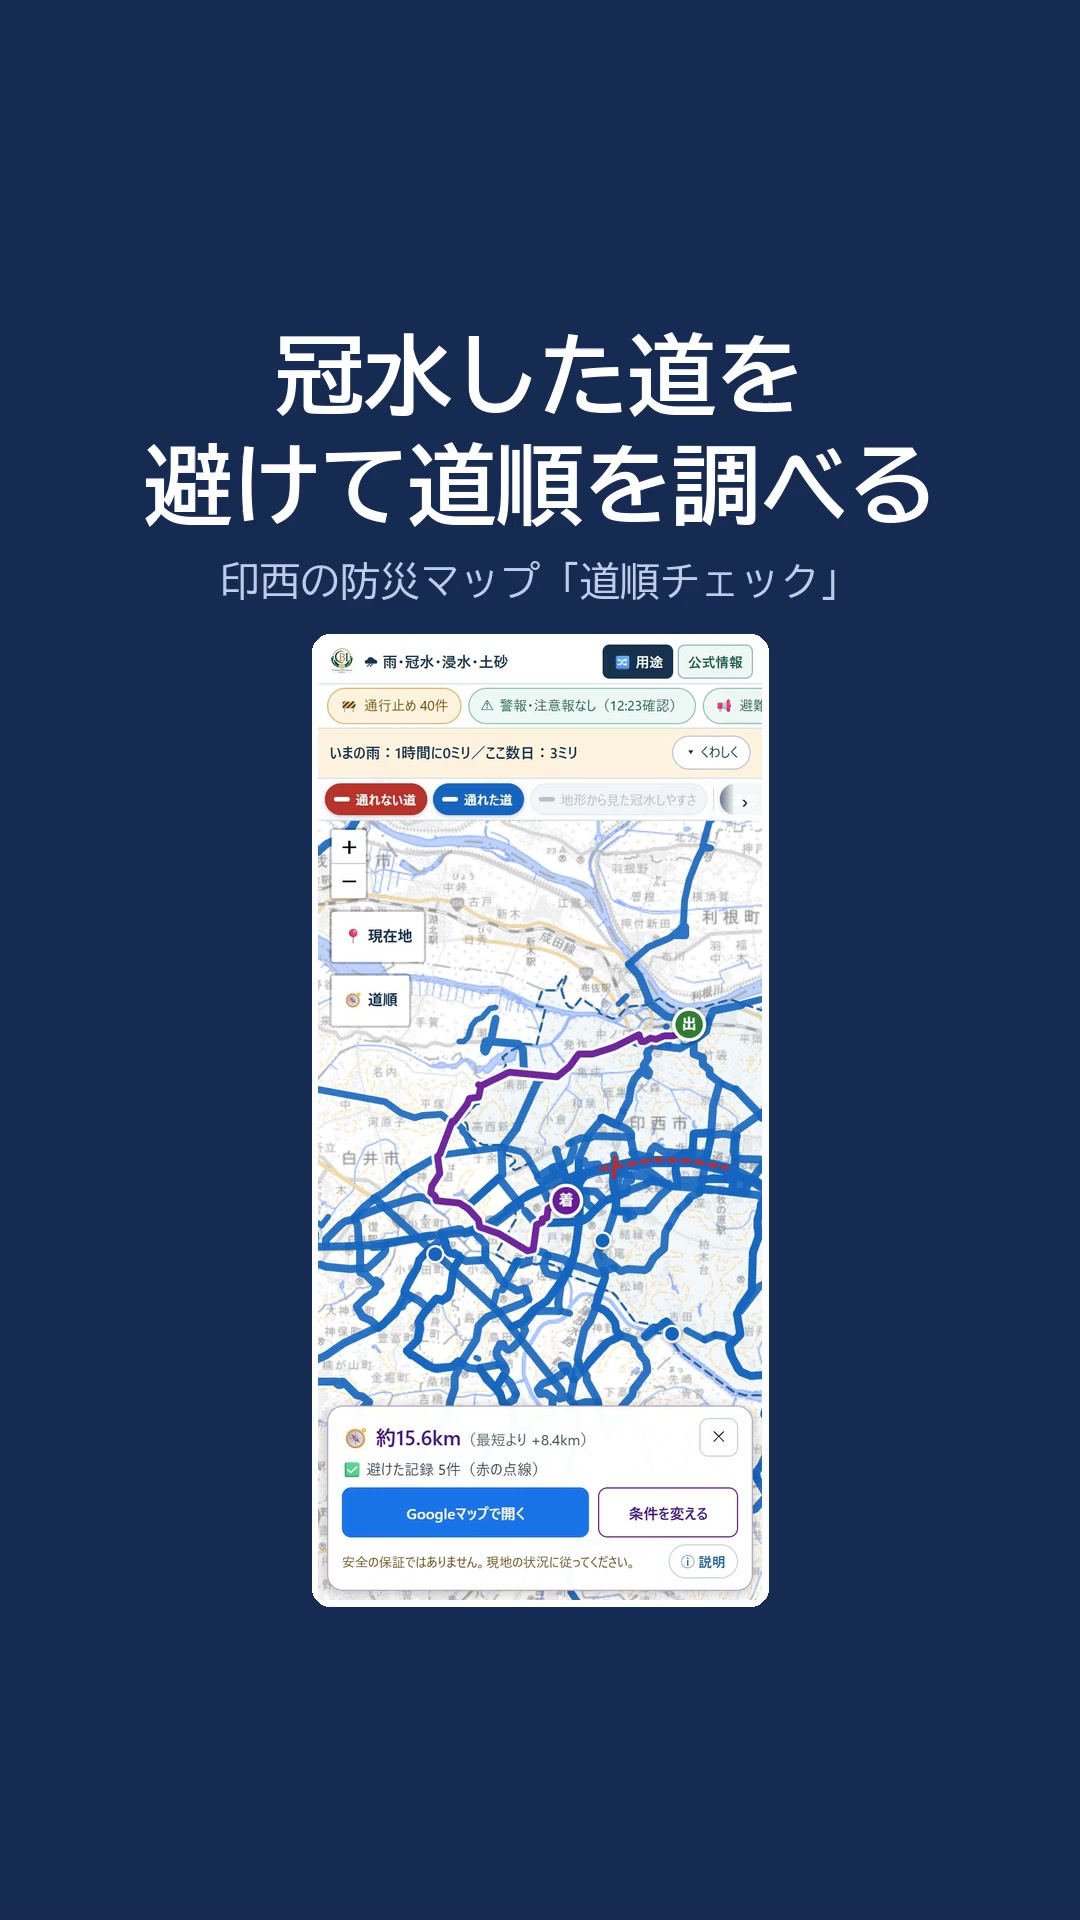 冠水した道を
避けて道順を調べる
印西の防災マップ「道順チェック」
雨・冠水・浸水・土砂
用途
公式情報
通行止め 40件
警報・注意報なし（12:23確認）
避難
いまの雨：1時間に0ミリ／ここ数日：3ミリ
くわしく
通れない道
通れた道
地形から見た冠水しやすさ
+
−
現在地
道順
利根町
成田線
布佐駅
利根川
出
印西市
白井市
着
約15.6km（最短より +8.4km）
避けた記録 5件（赤の点線）
Googleマップで開く
条件を変える
安全の保証ではありません。現地の状況に従ってください。
説明